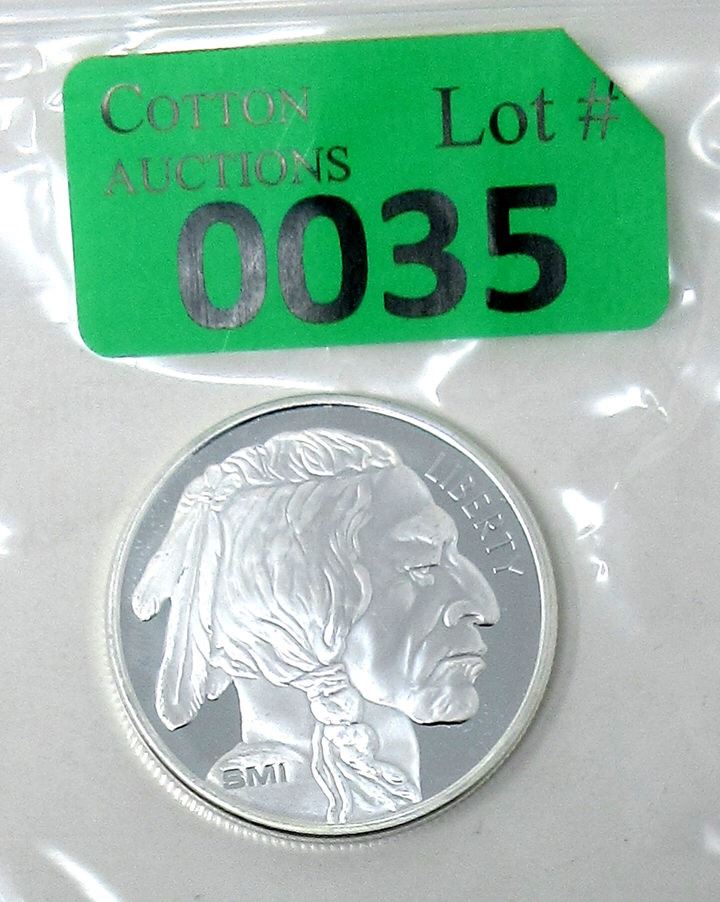 COTTON
AUCTIONS
Lot #
0035
LIBERTY
SMI